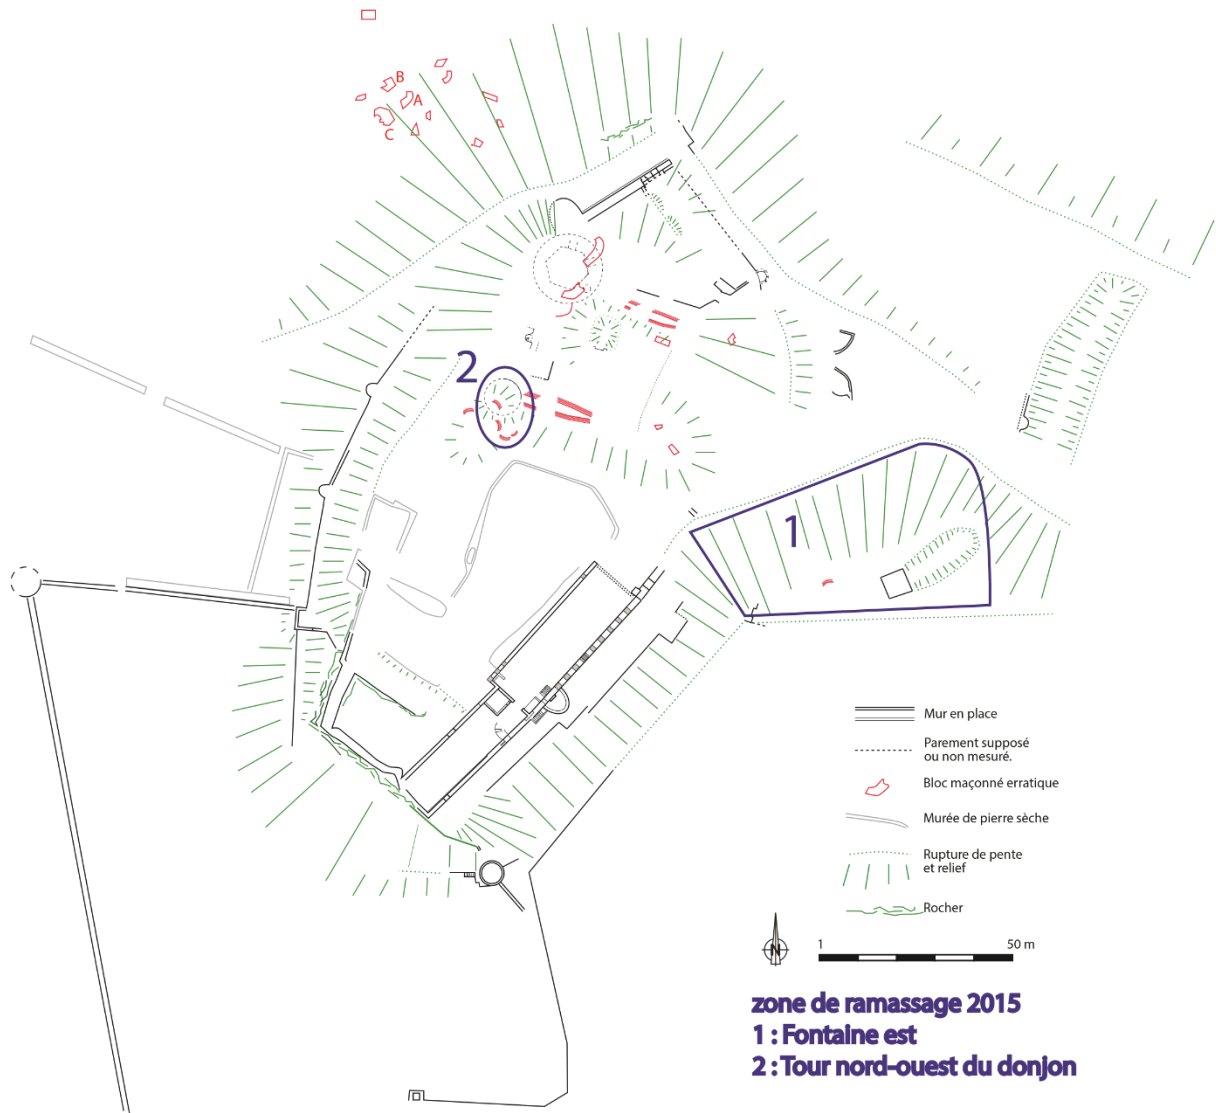 B
A
C
2
1
Mur en place
Parement supposé
ou non mesuré.
Bloc maçonné erratique
Murée de pierre sèche
Rupture de pente
et relief
Rocher
N
1
50 m
zone de ramassage 2015
1 : Fontaine est
2 : Tour nord-ouest du donjon